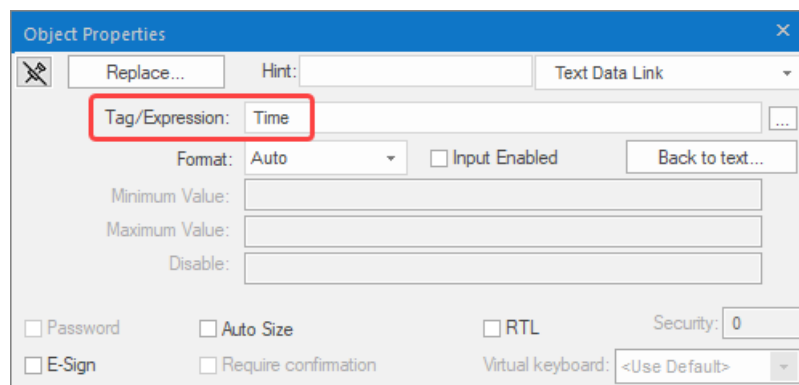 Object Properties
Replace... Hint: Text Data Link
Tag/Expression: Time ...
Format: Auto Input Enabled Back to text...
Minimum Value:
Maximum Value:
Disable:
Password Auto Size RTL Security: 0
E-Sign Require confirmation Virtual keyboard: <Use Default>